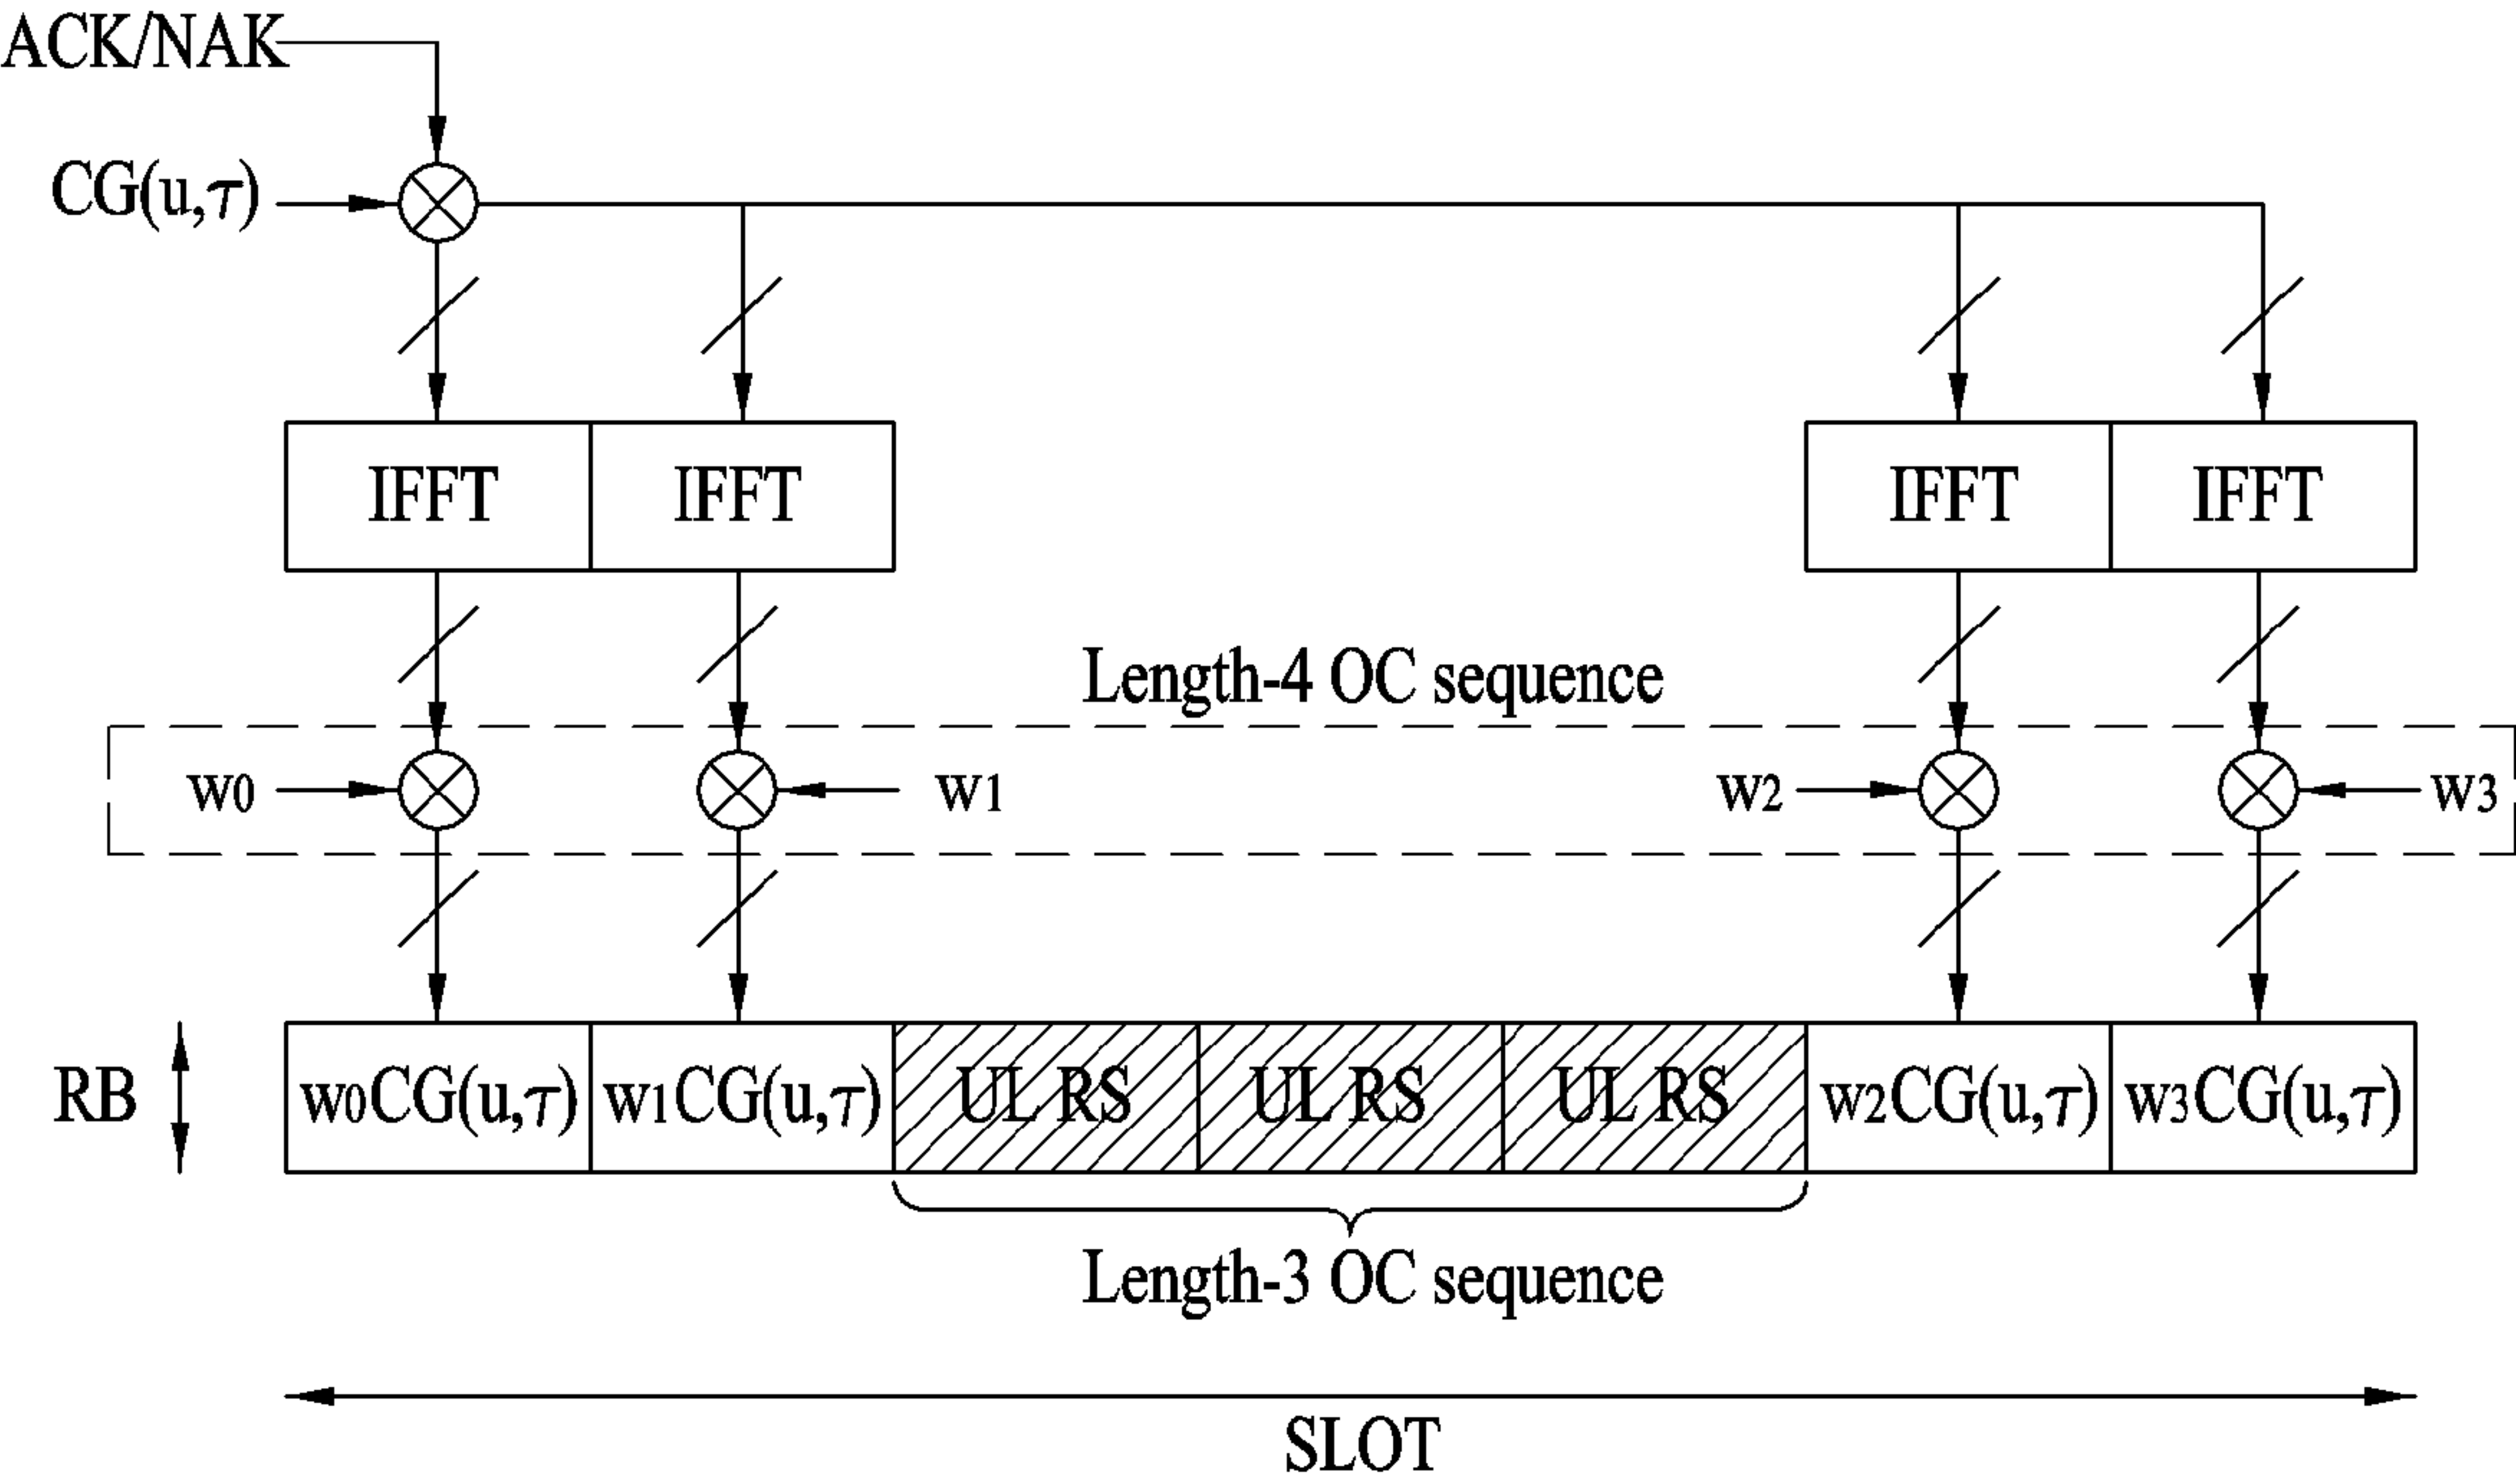 ACK/NAK
CG(u,τ)
IFFT IFFT IFFT IFFT
Length-4 OC sequence
w0 w1 w2 w3
RB w0CG(u,τ) w1CG(u,τ) UL RS UL RS UL RS w2CG(u,τ) w3CG(u,τ)
Length-3 OC sequence
SLOT